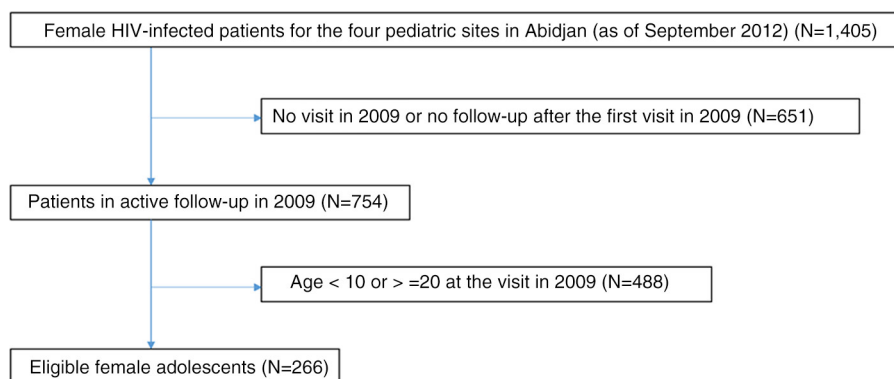 Female HIV-infected patients for the four pediatric sites in Abidjan (as of September 2012) (N=1,405)
No visit in 2009 or no follow-up after the first visit in 2009 (N=651)
Patients in active follow-up in 2009 (N=754)
Age < 10 or > =20 at the visit in 2009 (N=488)
Eligible female adolescents (N=266)